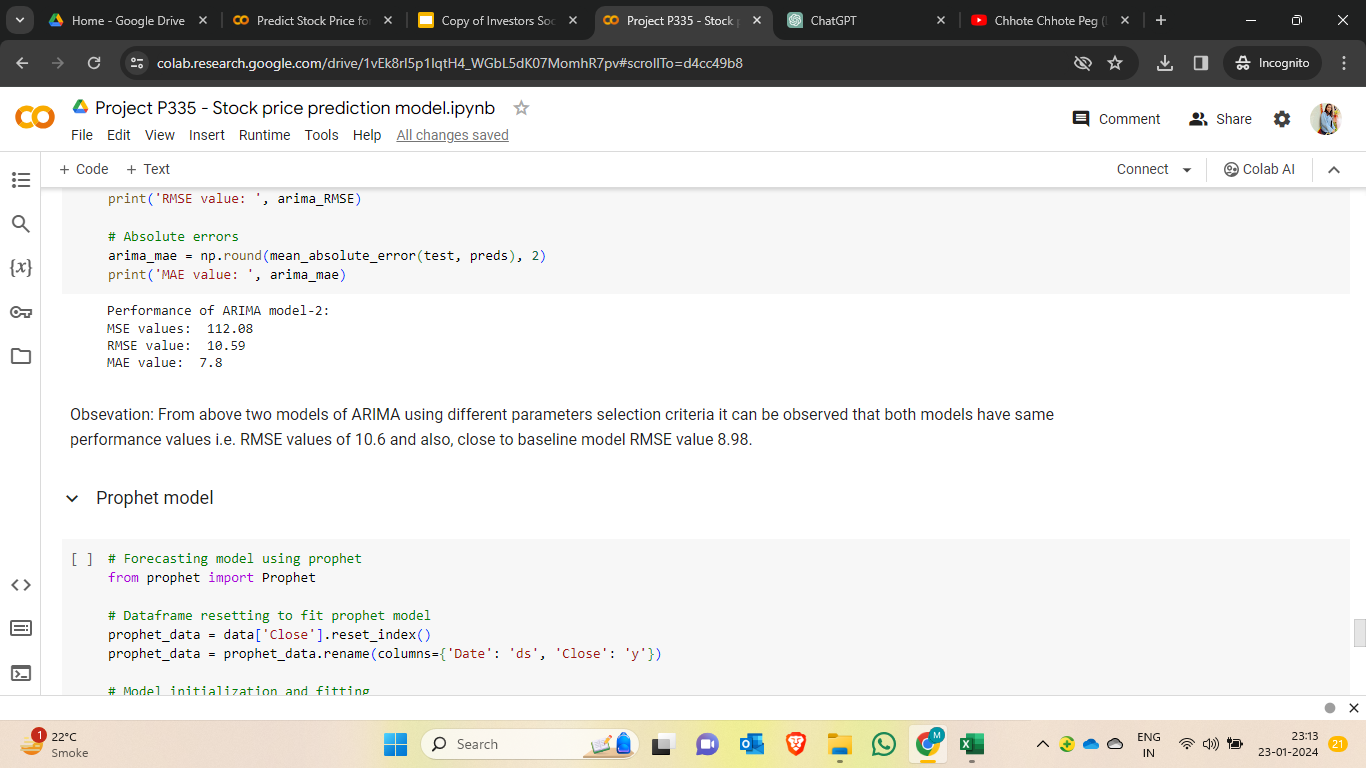 Home - Google Drive
Predict Stock Price fo
Copy of Investors Soc
Project P335 - Stock p
ChatGPT
Chhote Chhote Peg (
colab.research.google.com/drive/1vEk8rI5p1lqtH4_WGbL5dK07MomhR7pv#scrollTo=d4cc49b8
Incognito
Project P335 - Stock price prediction model.ipynb
File Edit View Insert Runtime Tools Help All changes saved
Comment
Share
+ Code + Text
Connect
Colab AI
print('RMSE value: ', arima_RMSE)
# Absolute errors
arima_mae = np.round(mean_absolute_error(test, preds), 2)
print('MAE value: ', arima_mae)
Performance of ARIMA model-2:
MSE values:  112.08
RMSE value:  10.59
MAE value:  7.8
Obsevation: From above two models of ARIMA using different parameters selection criteria it can be observed that both models have same
performance values i.e. RMSE values of 10.6 and also, close to baseline model RMSE value 8.98.
Prophet model
[ ] # Forecasting model using prophet
from prophet import Prophet
# Dataframe resetting to fit prophet model
prophet_data = data['Close'].reset_index()
prophet_data = prophet_data.rename(columns={'Date': 'ds', 'Close': 'y'})
# Model initialization and fitting
{x}
1
22°C
Smoke
Search
M
ENG
IN
23:13
23-01-2024
21